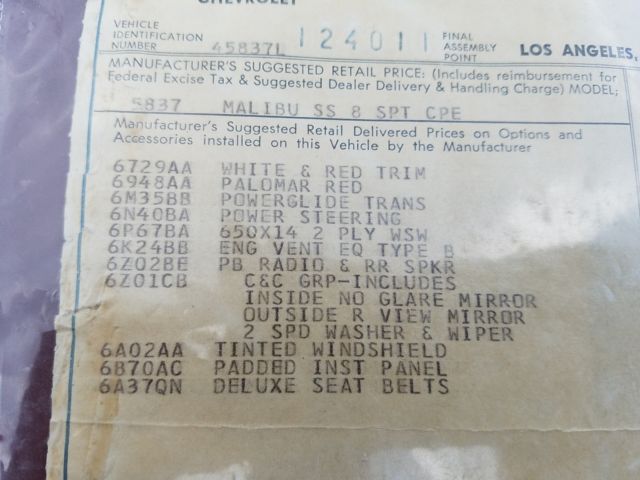 CHEVROLET
VEHICLE IDENTIFICATION NUMBER 45837L 124011 FINAL ASSEMBLY POINT LOS ANGELES,
MANUFACTURER'S SUGGESTED RETAIL PRICE: (Includes reimbursement for
Federal Excise Tax & Suggested Dealer Delivery & Handling Charge) MODEL;
5837 MALIBU SS 8 SPT CPE
Manufacturer's Suggested Retail Delivered Prices on Options and
Accessories installed on this Vehicle by the Manufacturer
6729AA WHITE & RED TRIM
6948AA PALOMAR RED
6M35BB POWERGLIDE TRANS
6N40BA POWER STEERING
6P67BA 650X14 2 PLY WSW
6K24BB ENG VENT EQ TYPE B
6Z02BE PB RADIO & RR SPKR
6Z01CB C&C GRP-INCLUDES
INSIDE NO GLARE MIRROR
OUTSIDE R VIEW MIRROR
2 SPD WASHER & WIPER
6A02AA TINTED WINDSHIELD
6B70AC PADDED INST PANEL
6A37QN DELUXE SEAT BELTS